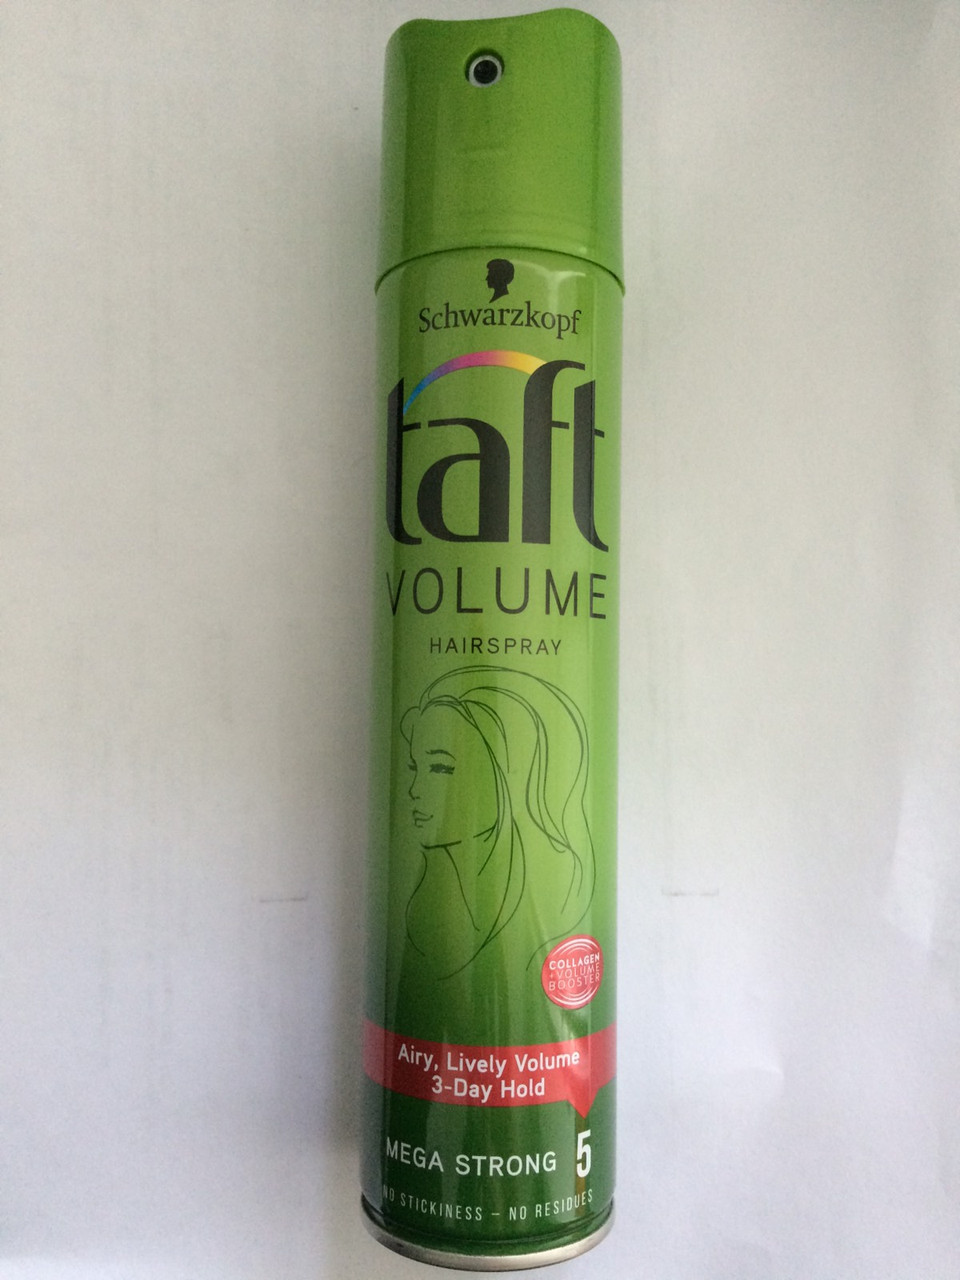 Schwarzkopf
taft
VOLUME
HAIRSPRAY
COLLAGEN
+VOLUME
BOOSTER
Airy, Lively Volume
3-Day Hold
MEGA STRONG 5
NO STICKINESS – NO RESIDUES